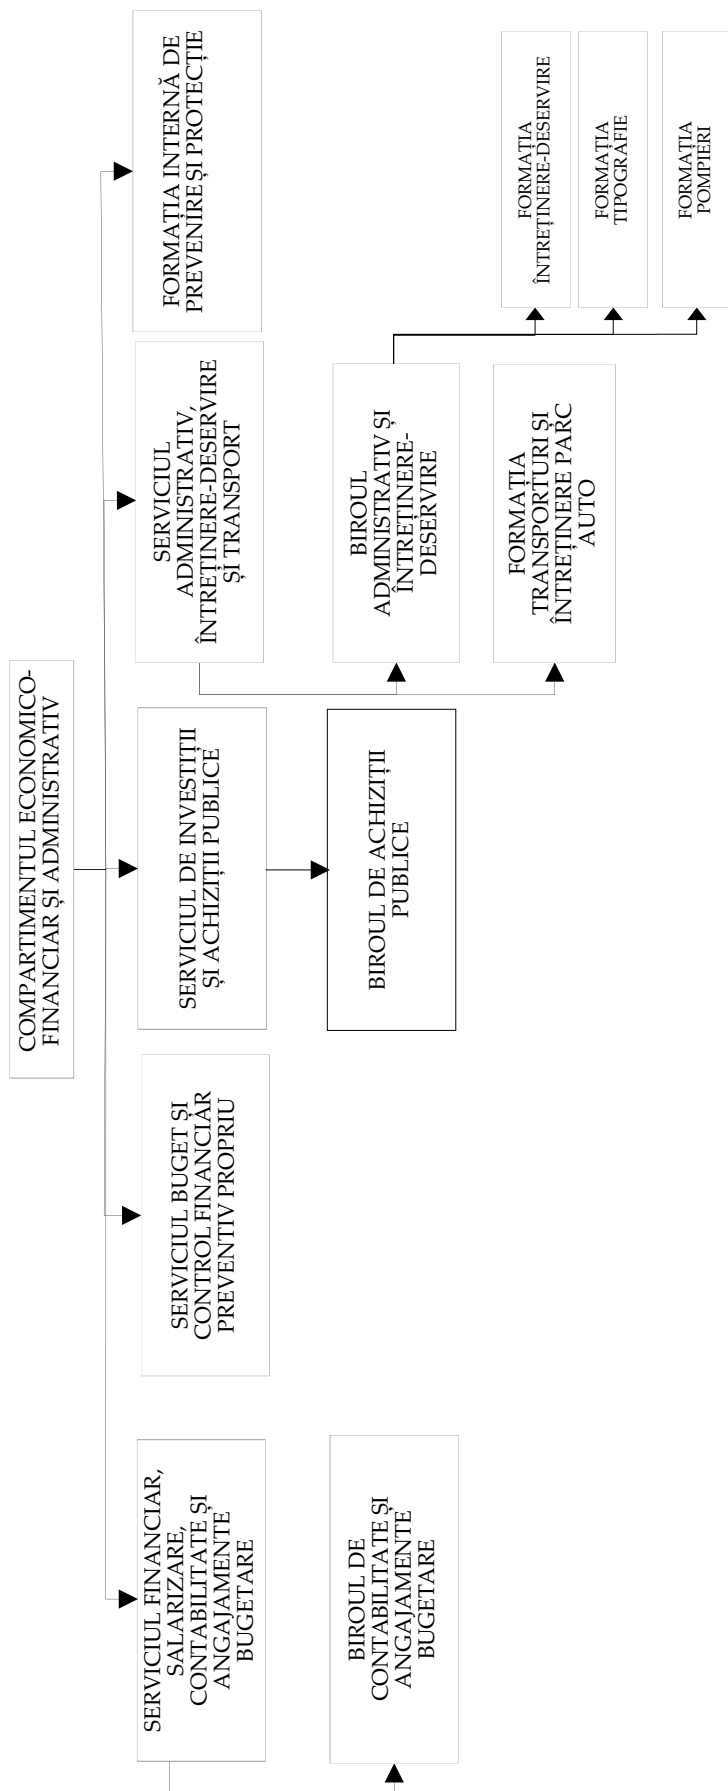 COMPARTIMENTUL ECONOMICO-
FINANCIAR ȘI ADMINISTRATIV
SERVICIUL FINANCIAR,
SALARIZARE,
CONTABILITATE ȘI
ANGAJAMENTE
BUGETARE
SERVICIUL BUGET ȘI
CONTROL FINANCIAR
PREVENTIV PROPRIU
SERVICIUL DE INVESTIȚII
ȘI ACHIZIȚII PUBLICE
SERVICIUL
ADMINISTRATIV,
ÎNTREȚINERE-DESERVIRE
ȘI TRANSPORT
FORMAȚIA INTERNĂ DE
PREVENIRE ȘI PROTECȚIE
BIROUL DE
CONTABILITATE ȘI
ANGAJAMENTE
BUGETARE
BIROUL DE ACHIZIȚII
PUBLICE
BIROUL
ADMINISTRATIV ȘI
ÎNTREȚINERE-
DESERVIRE
FORMAȚIA
TRANSPORTURI ȘI
ÎNTREȚINERE PARC
AUTO
FORMAȚIA
ÎNTREȚINERE-DESERVIRE
FORMAȚIA
TIPOGRAFIE
FORMAȚIA
POMPIERI